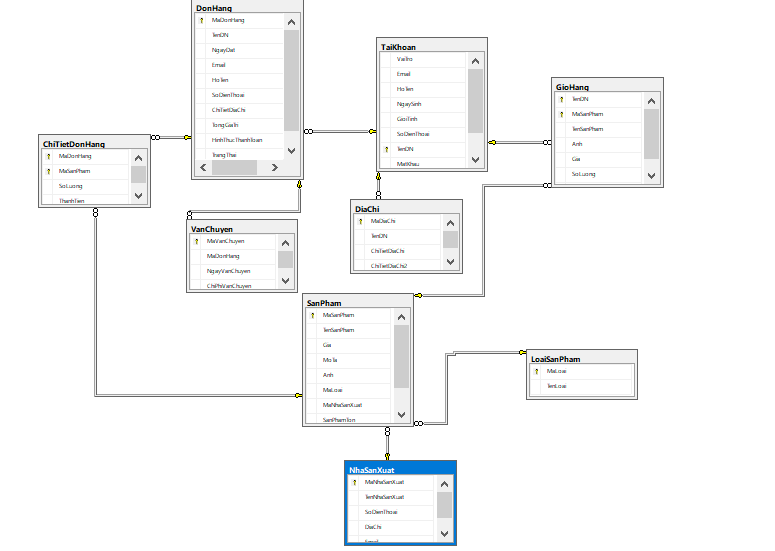 DonHang
MaDonHang
TenDN
NgayDat
Email
HoTen
SoDienThoai
ChiTietDiaChi
TongGiaTri
HinhThucThanhToan
TrangThai
TaiKhoan
VaiTro
Email
HoTen
NgaySinh
GioiTinh
SoDienThoai
TenDN
MatKhau
GioHang
TenDN
MaSanPham
TenSanPham
Anh
Gia
SoLuong
ChiTietDonHang
MaDonHang
MaSanPham
SoLuong
ThanhTien
VanChuyen
MaVanChuyen
MaDonHang
NgayVanChuyen
ChiPhiVanChuyen
DiaChi
MaDiaChi
TenDN
ChiTietDiaChi
ChiTietDiaChi2
SanPham
MaSanPham
TenSanPham
Gia
MoTa
Anh
MaLoai
MaNhaSanXuat
SanPhamTon
LoaiSanPham
MaLoai
TenLoai
NhaSanXuat
MaNhaSanXuat
TenNhaSanXuat
SoDienThoai
DiaChi